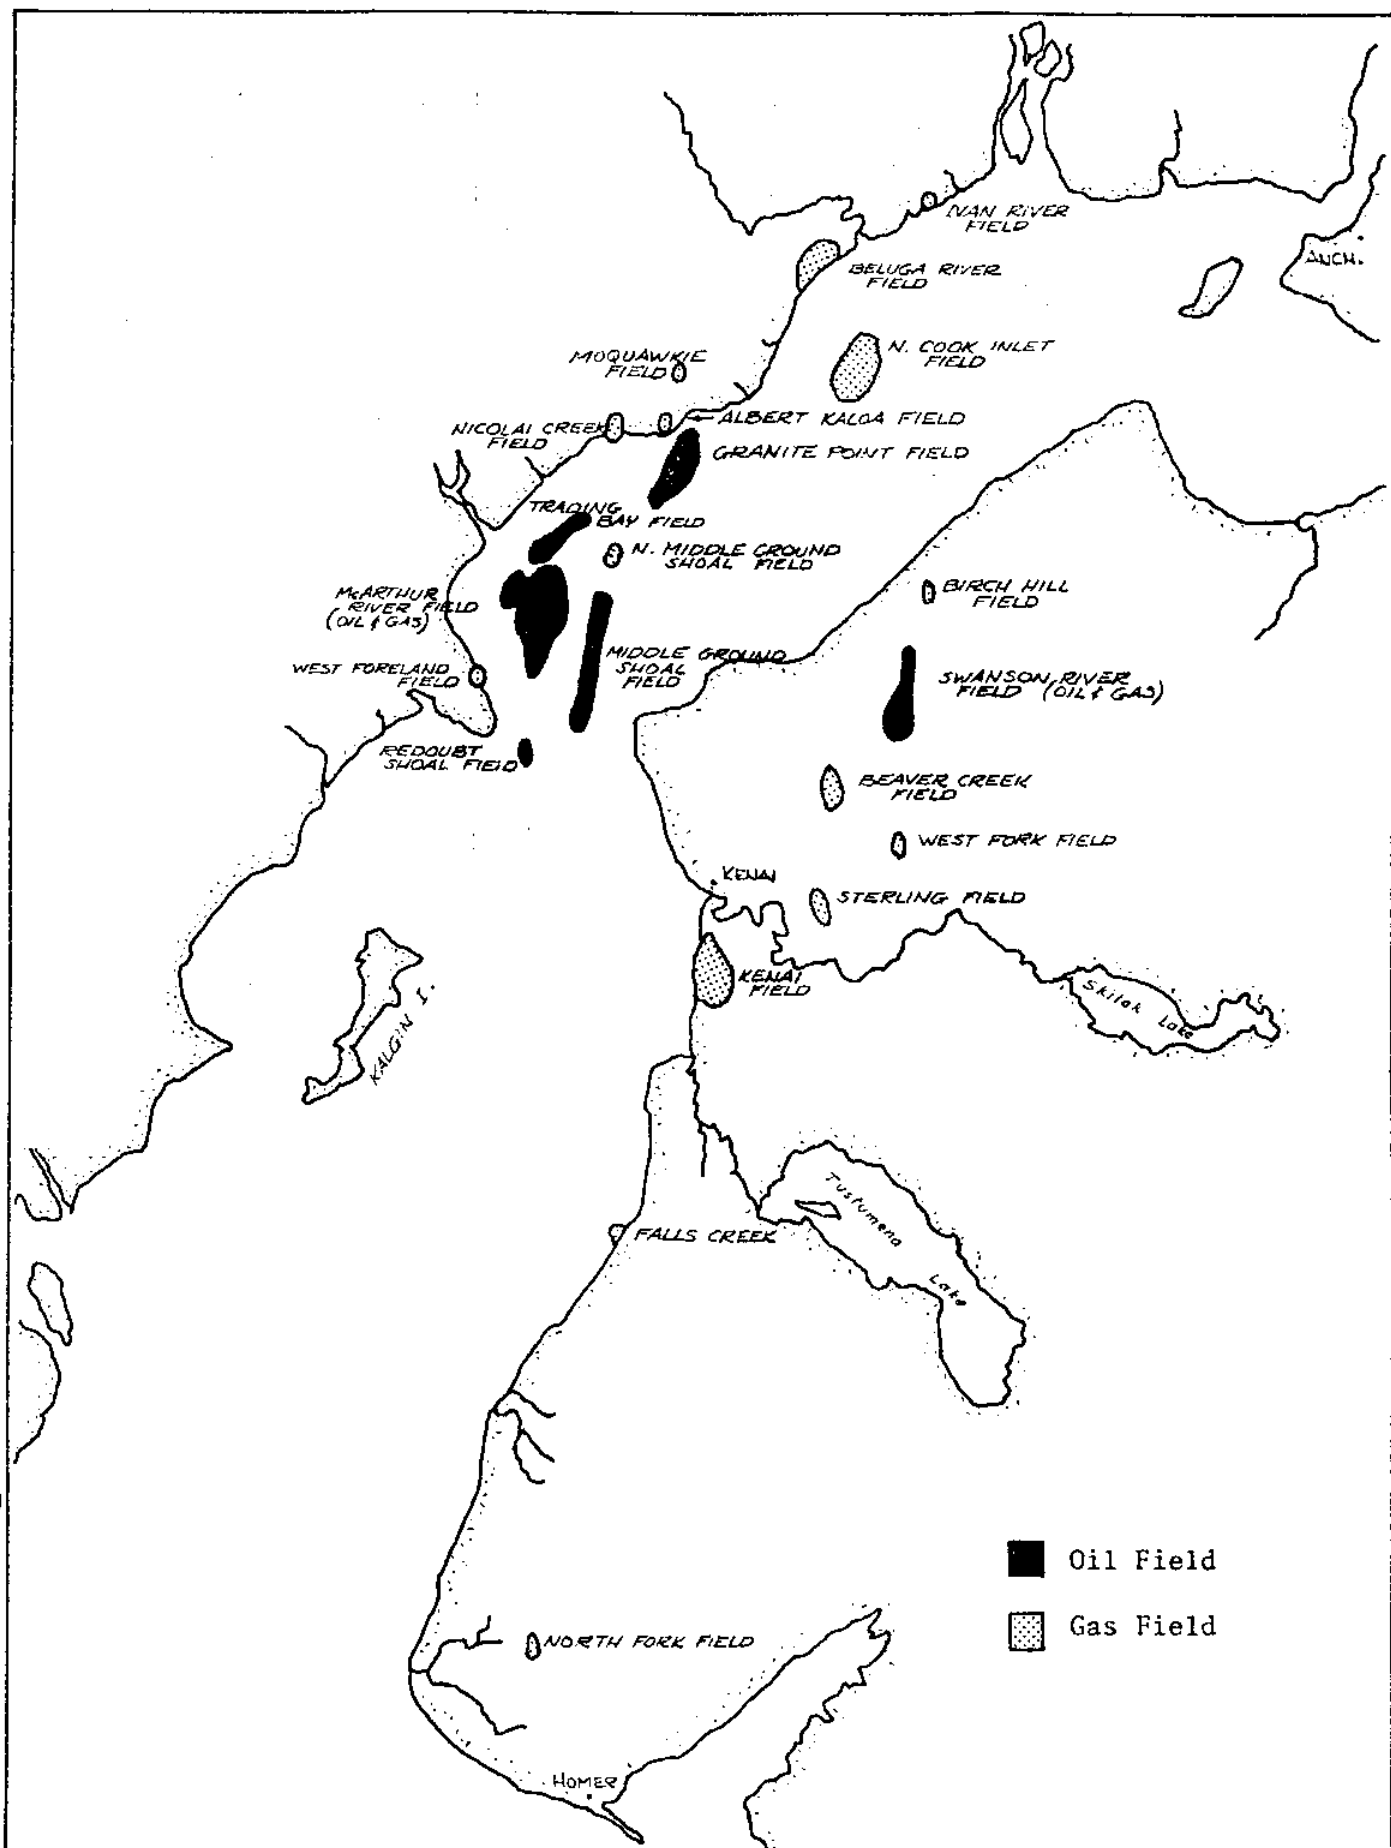 IVAN RIVER
FIELD
ANCH.
BELUGA RIVER
FIELD
N. COOK INLET
FIELD
MOQUAWKIE
FIELD
ALBERT KALOA FIELD
NICOLAI CREEK
FIELD
GRANITE POINT FIELD
TRADING
BAY FIELD
N. MIDDLE GROUND
SHOAL FIELD
BIRCH HILL
FIELD
McARTHUR
RIVER FIELD
(OIL & GAS)
MIDDLE GROUND
SHOAL
FIELD
WEST FORELAND
FIELD
SWANSON RIVER
FIELD (OIL & GAS)
REDOUBT
SHOAL FIELD
BEAVER CREEK
FIELD
WEST FORK FIELD
KENAI
STERLING FIELD
KENAI
FIELD
Skilak Lake
KALGIN I.
Tustumena
Lake
FALLS CREEK
Oil Field
Gas Field
NORTH FORK FIELD
HOMER